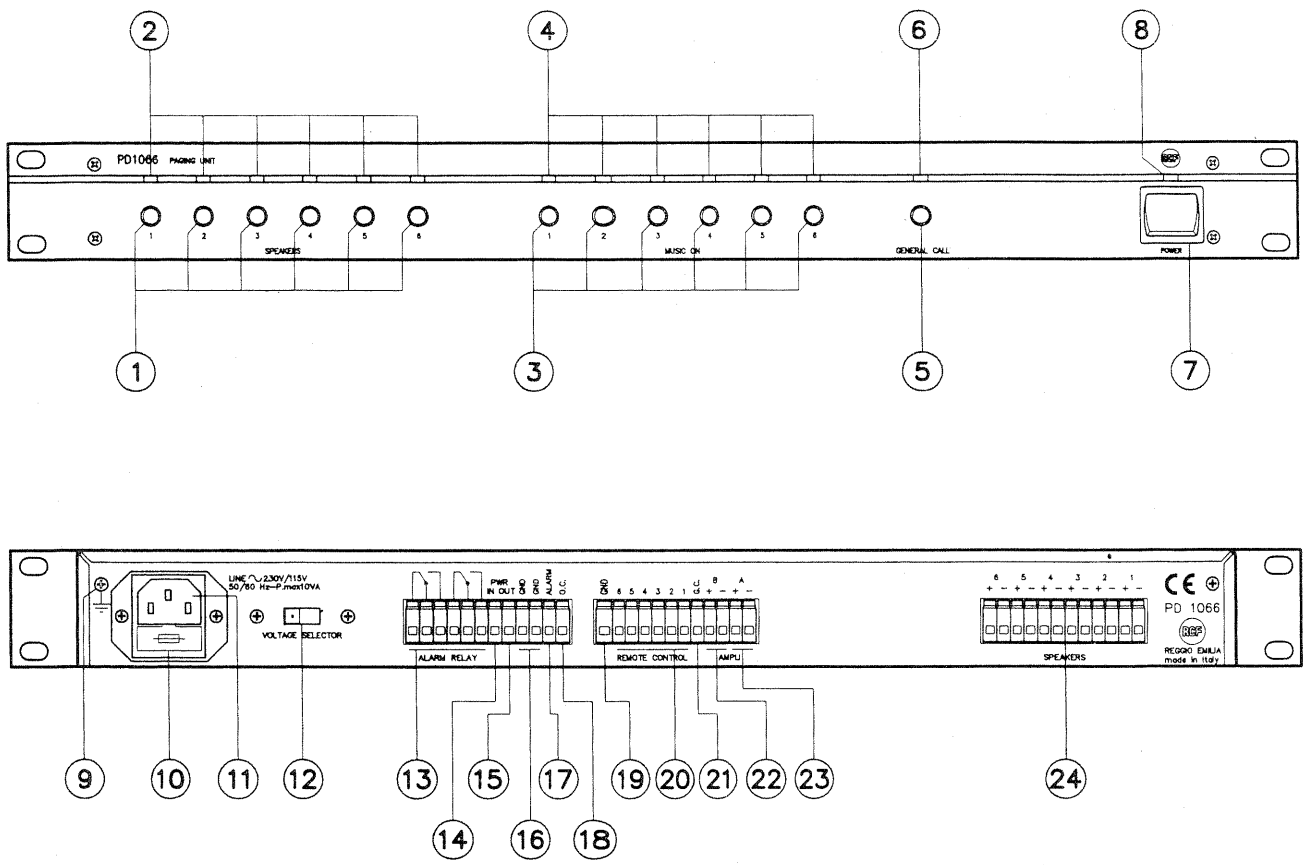 2 4 6 8
PD1066 PAGING UNIT RCF
1 2 3 4 5 6 1 2 3 4 5 6
SPEAKERS MUSIC ON GENERAL CALL POWER
1 3 5 7
LINE ∿ 230V/115V
50/60 Hz-P.max10VA
VOLTAGE SELECTOR
PWR
IN OUT GND GND ALARM O.C.
ALARM RELAY
GND 6 5 4 3 2 1 G.C. B A
+ - + -
REMOTE CONTROL AMPLI
6 5 4 3 2 1
+ - + - + - + - + - + -
SPEAKERS
CE
PD 1066
RCF
REGGIO EMILIA
made in Italy
9 10 11 12 13 15 17 19 20 21 22 23 24
14 16 18